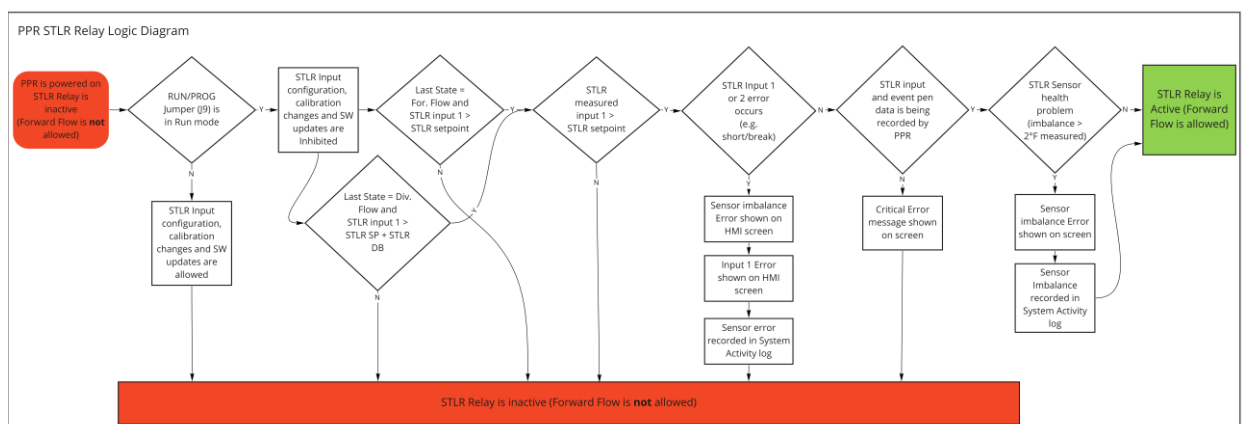 PPR STLR Relay Logic Diagram
PPR is powered on
STLR Relay is
inactive
(Forward Flow is not
allowed)
RUN/PROG
Jumper (J9) is
in Run mode
Y
N
STLR Input
configuration,
calibration
changes and SW
updates are
allowed
STLR Input
configuration,
calibration
changes and SW
updates are
Inhibited
Last State =
For. Flow and
STLR input 1 >
STLR setpoint
Y
N
Last State = Div.
Flow and
STLR input 1 >
STLR SP + STLR
DB
Y
N
STLR
measured
input 1 >
STLR setpoint
Y
N
STLR Input 1
or 2 error
occurs
(e.g.
short/break)
N
Y
Sensor imbalance
Error shown on
HMI screen
Input 1 Error
shown on HMI
screen
Sensor error
recorded in System
Activity log
STLR input
and event pen
data is being
recorded by
PPR
Y
N
Critical Error
message shown
on screen
STLR Sensor
health problem
(imbalance >
2°F measured)
N
Y
Sensor
imbalance Error
shown on screen
Sensor
Imbalance
recorded in
System Activity
log
STLR Relay is
Active (Forward
Flow is allowed)
STLR Relay is inactive (Forward Flow is not allowed)